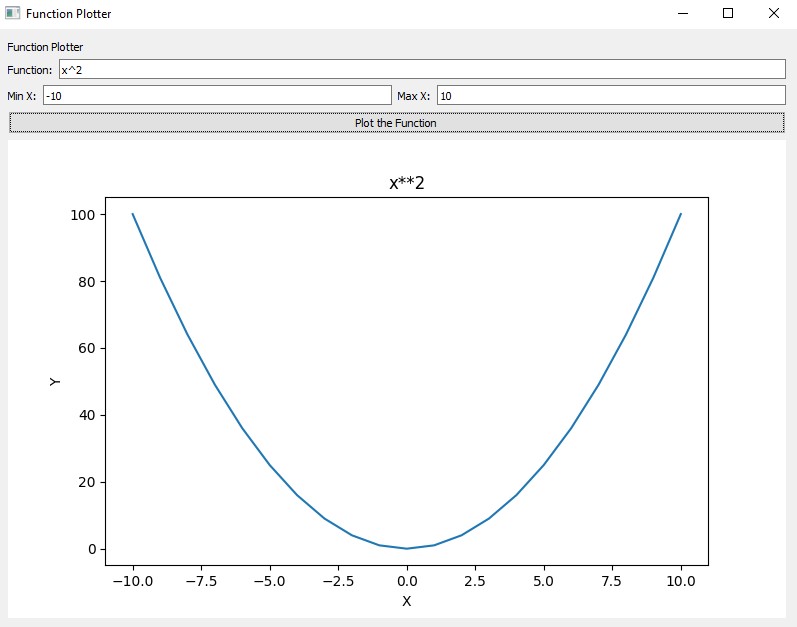 Function Plotter
Function Plotter
Function: x^2
Min X: -10 Max X: 10
Plot the Function
x**2
100
80
60
40
20
0
Y
−10.0 −7.5 −5.0 −2.5 0.0 2.5 5.0 7.5 10.0
X